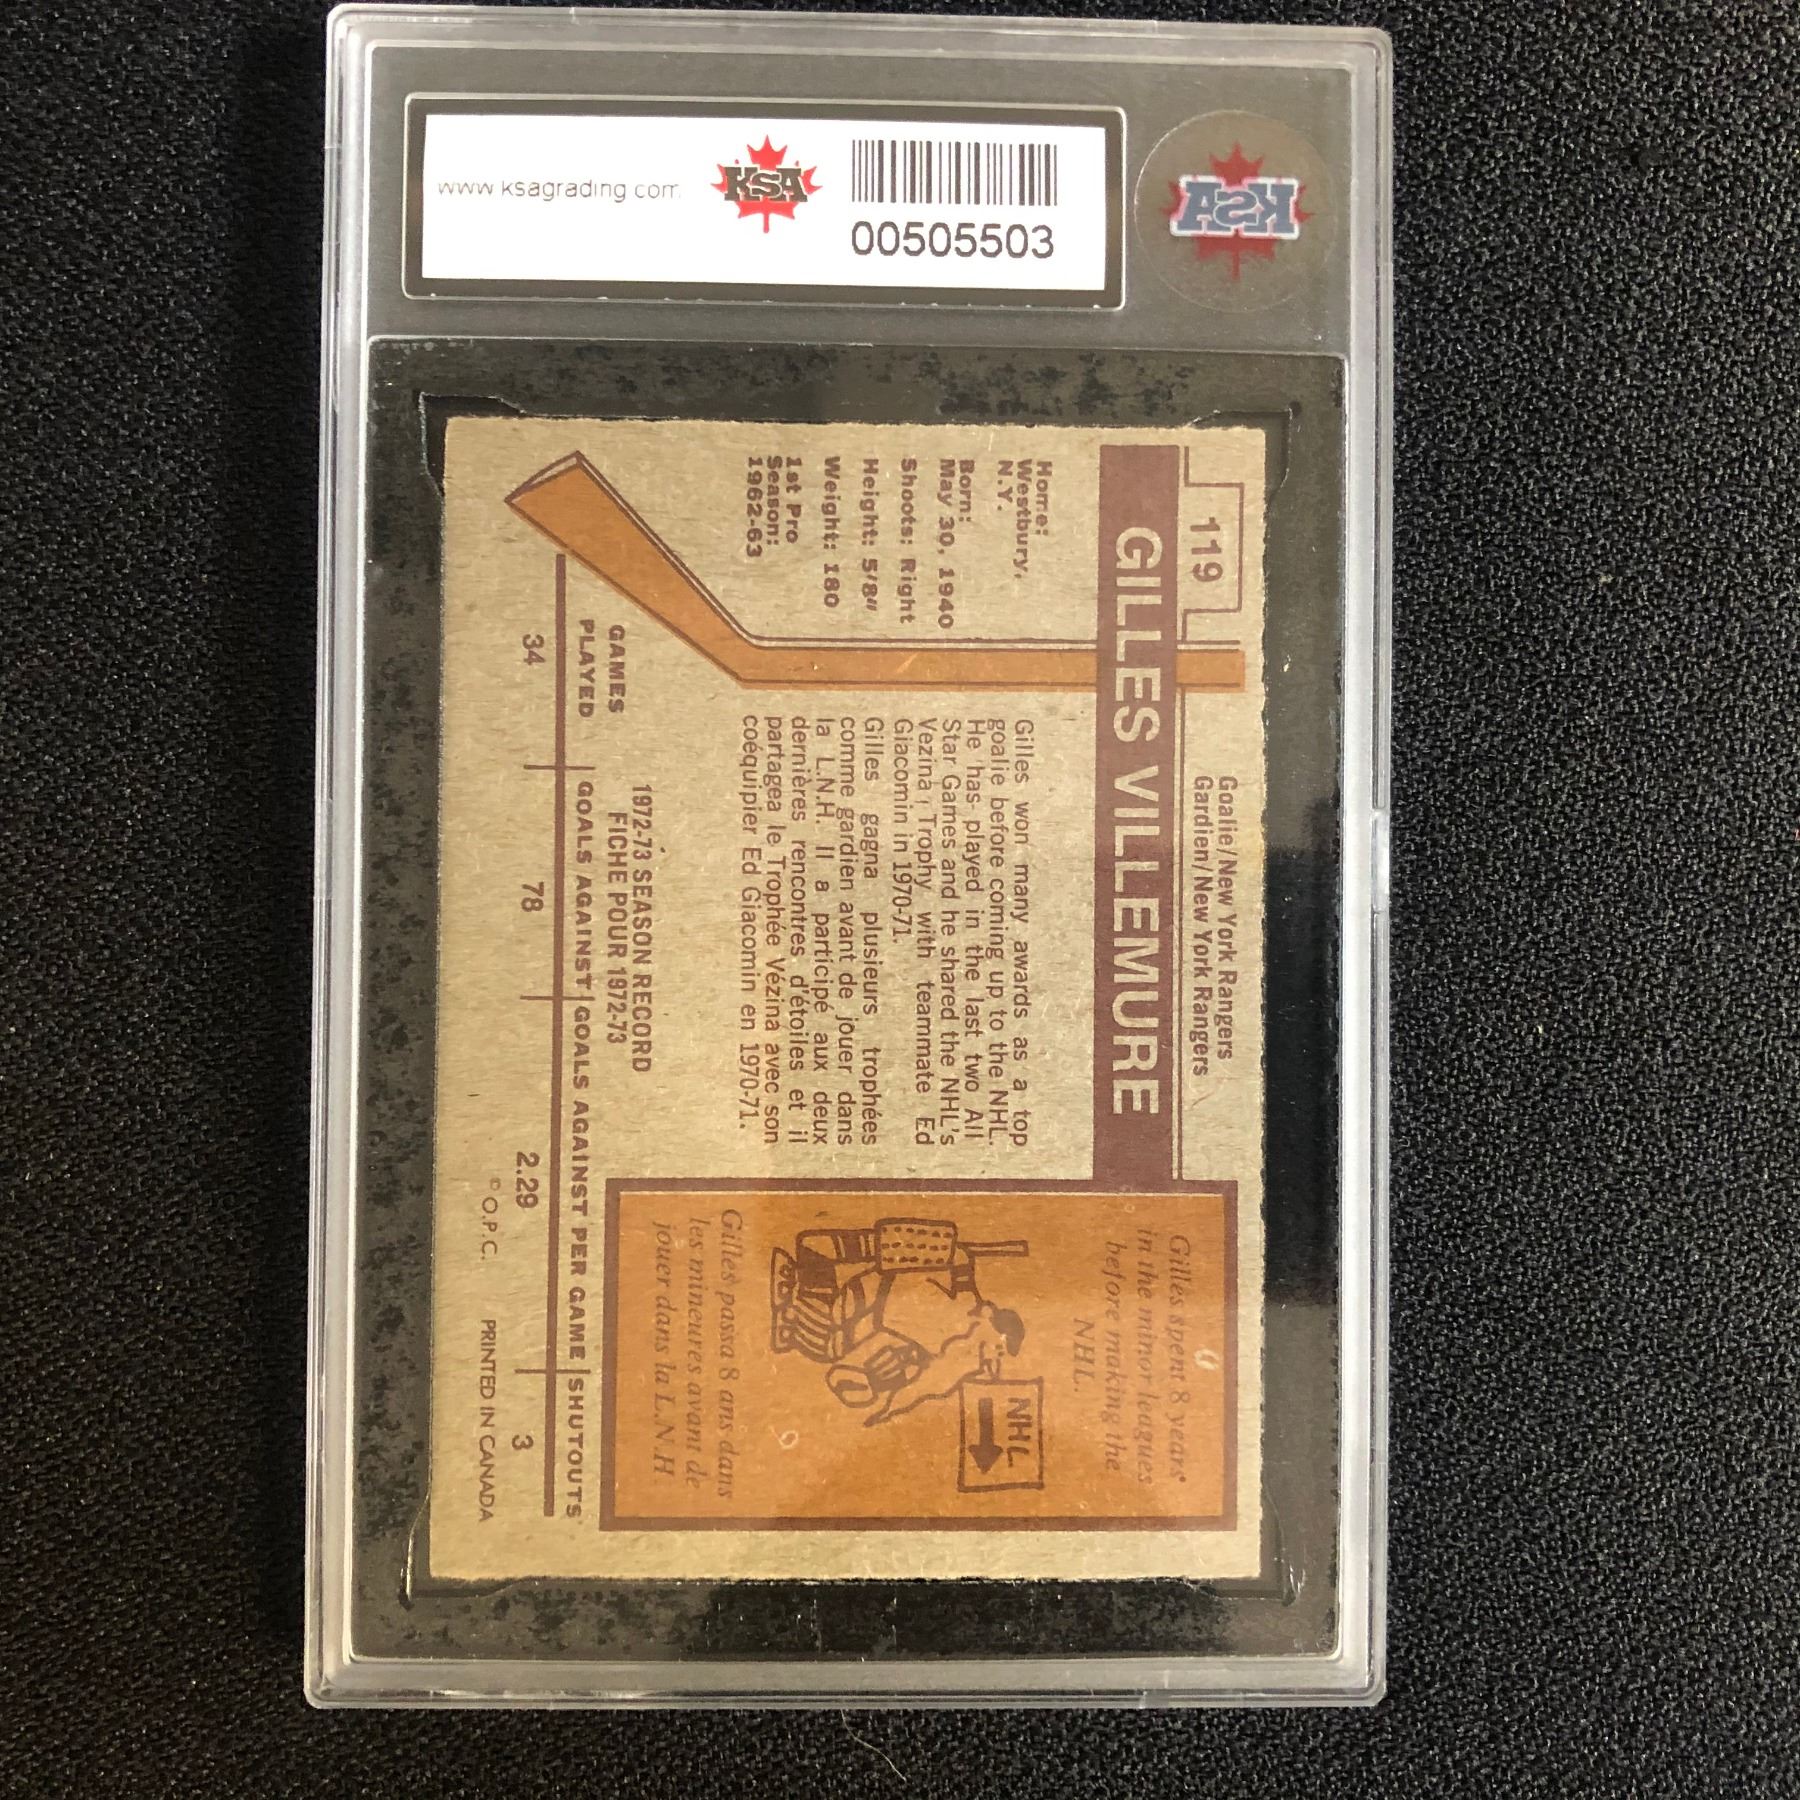 www.ksagrading.com
KSA
00505503
KSA
119
Goalie/New York Rangers
Gardien/New York Rangers
GILLES VILLEMURE
Home:
Westbury,
N.Y.
Born:
May 30, 1940
Shoots: Right
Height: 5'8"
Weight: 180
1st Pro
Season:
1962-63
Gilles won many awards as a top
goalie before coming up to the NHL.
He has played in the last two All
Star Games and he shared the NHL's
Vezina Trophy with teammate Ed
Giacomin in 1970-71.
Gilles gagna plusieurs trophées
comme gardien avant de jouer dans
la L.N.H. Il a participé aux deux
dernières rencontres d'étoiles et il
partagea le Trophée Vézina avec son
coéquipier Ed Giacomin en 1970-71.
Gilles spent 8 years
in the minor leagues
before making the
NHL.
NHL
Gilles passa 8 ans dans
les mineures avant de
jouer dans la L.N.H
1972-73 SEASON RECORD
FICHE POUR 1972-73
GAMES
PLAYED GOALS AGAINST GOALS AGAINST PER GAME SHUTOUTS
34 78 2.29 3
© O.P.C. PRINTED IN CANADA